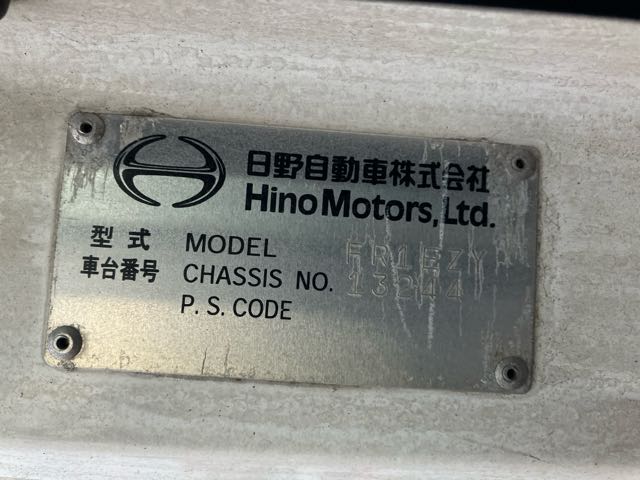 日野自動車株式会社
Hino Motors, Ltd.
型式 MODEL FR1EZY
車台番号 CHASSIS NO. 13244
P. S. CODE